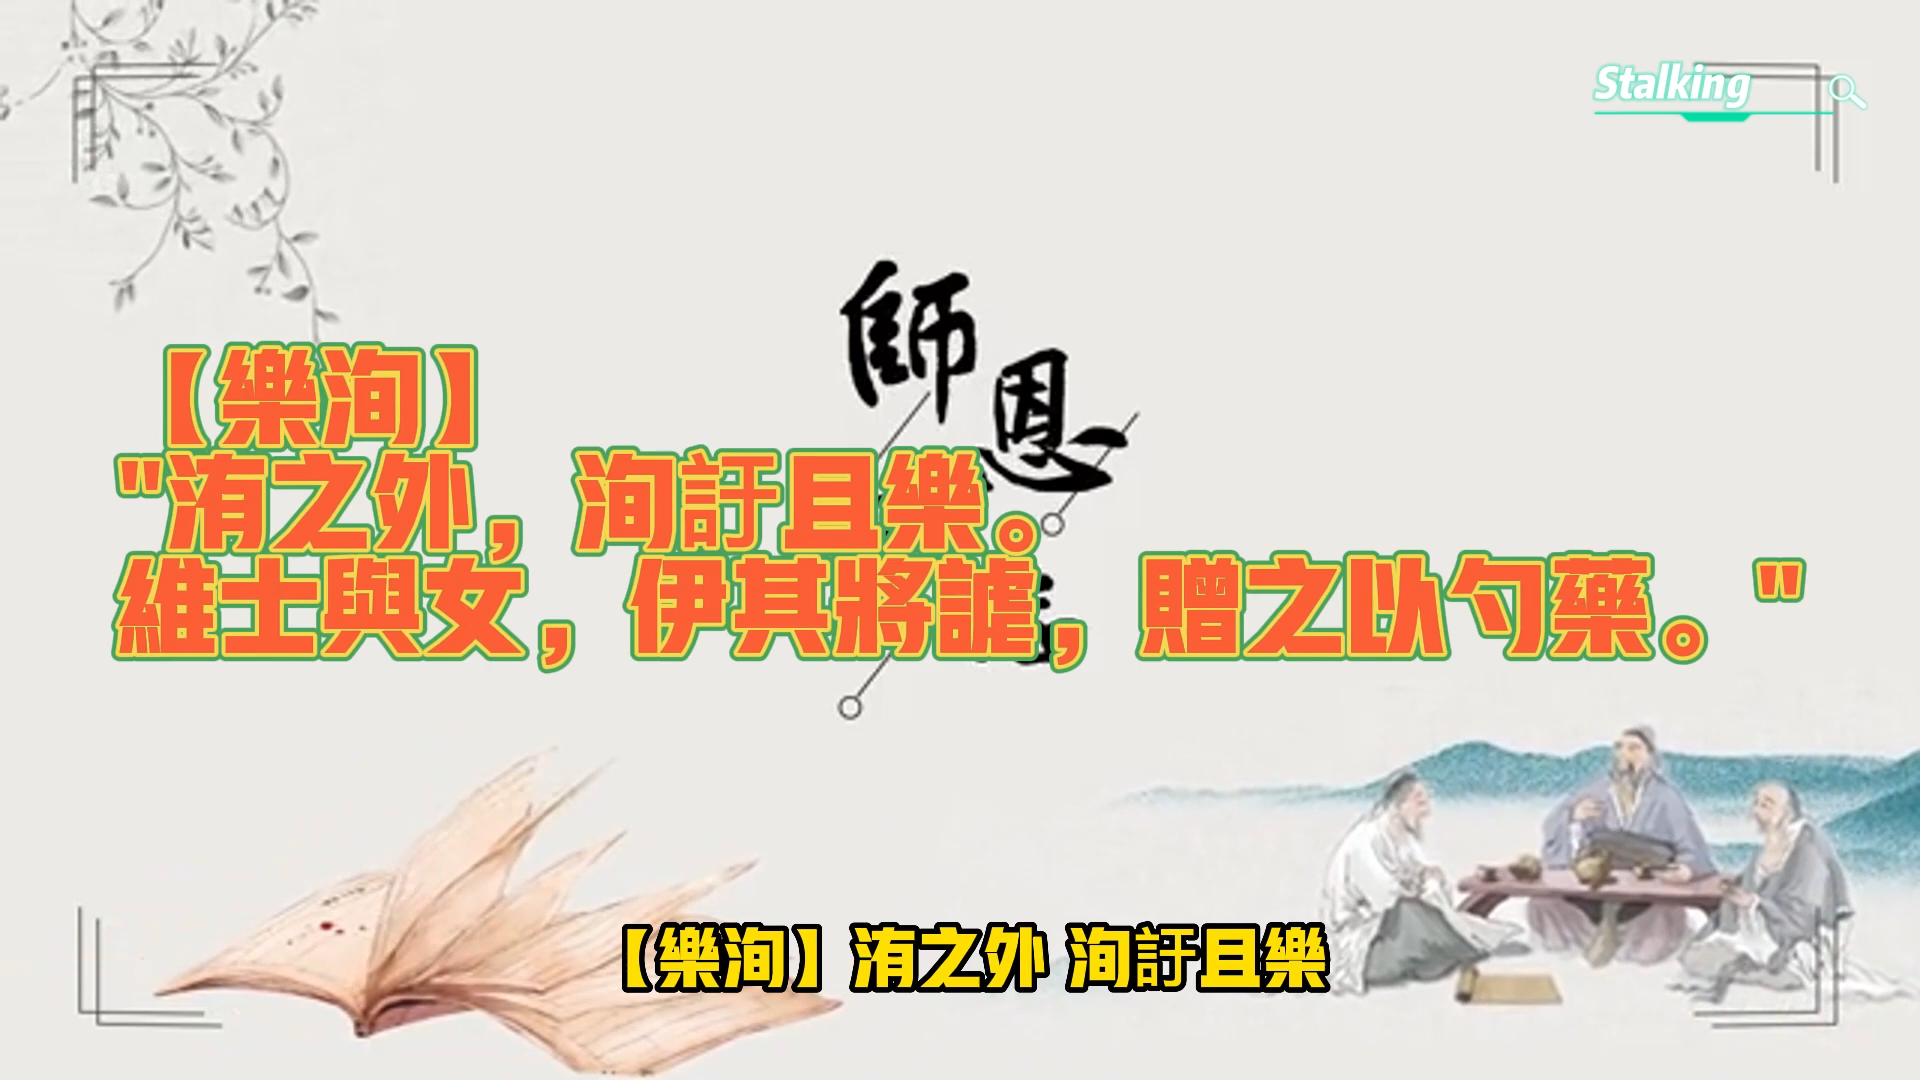 Stalking
師恩
【樂洵】
"洧之外，洵訏且樂。
維士與女，伊其將謔，贈之以勺藥。"
【樂洵】洧之外 洵訏且樂